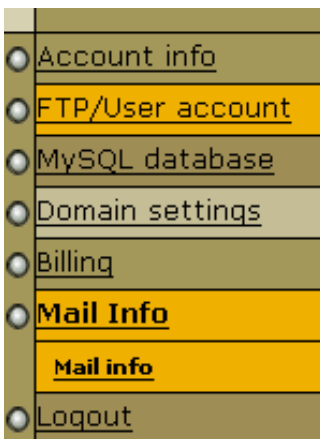 Account info
FTP/User account
MySQL database
Domain settings
Billing
Mail Info
Mail info
Logout